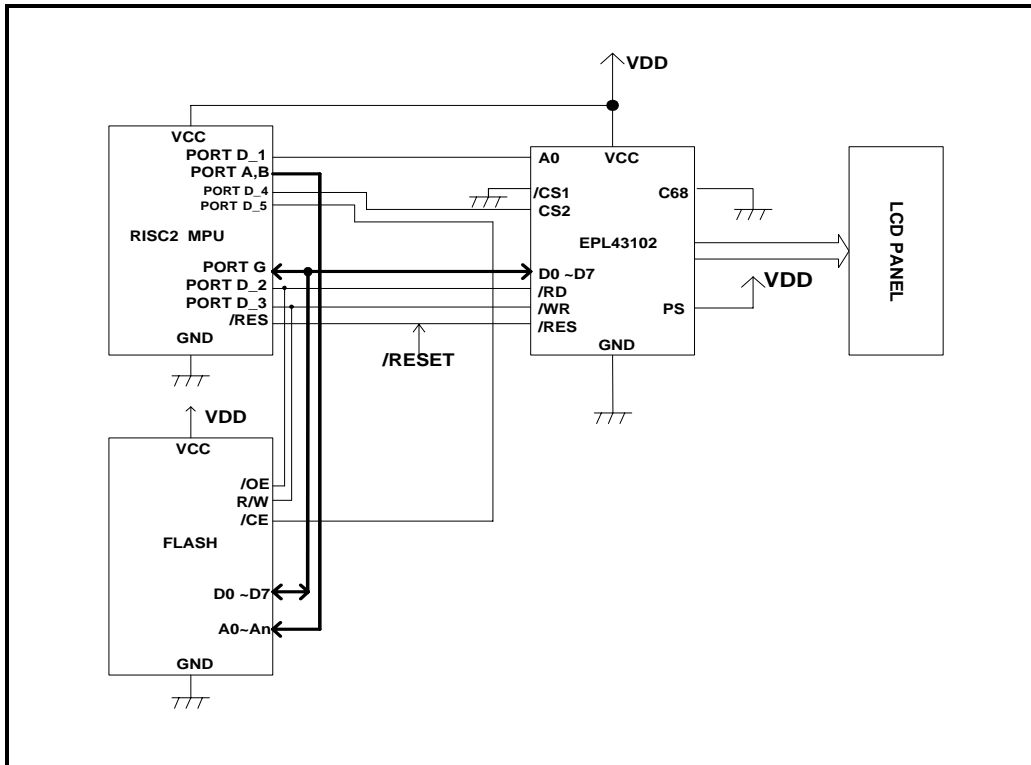 VDD
VCC
PORT D_1
PORT A,B
PORT D_4
PORT D_5
RISC2 MPU
PORT G
PORT D_2
PORT D_3
/RES
GND
/RESET
A0
VCC
/CS1
CS2
C68
EPL43102
D0 ~D7
/RD
/WR
/RES
PS
GND
VDD
LCD PANEL
VDD
VCC
/OE
R/W
/CE
FLASH
D0 ~D7
A0~An
GND